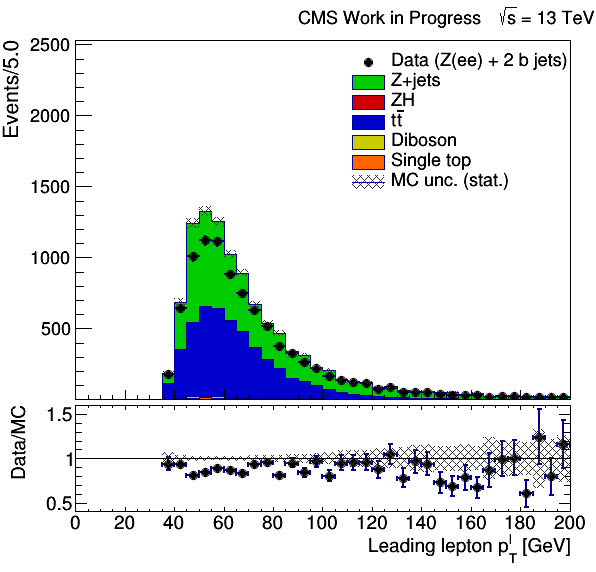 CMS Work in Progress √s = 13 TeV
Events/5.0
2500
2000
1500
1000
500
Data (Z(ee) + 2 b jets)
Z+jets
ZH
tt̅
Diboson
Single top
MC unc. (stat.)
Data/MC
1.5
1
0.5
0 20 40 60 80 100 120 140 160 180 200
Leading lepton p_T^l [GeV]